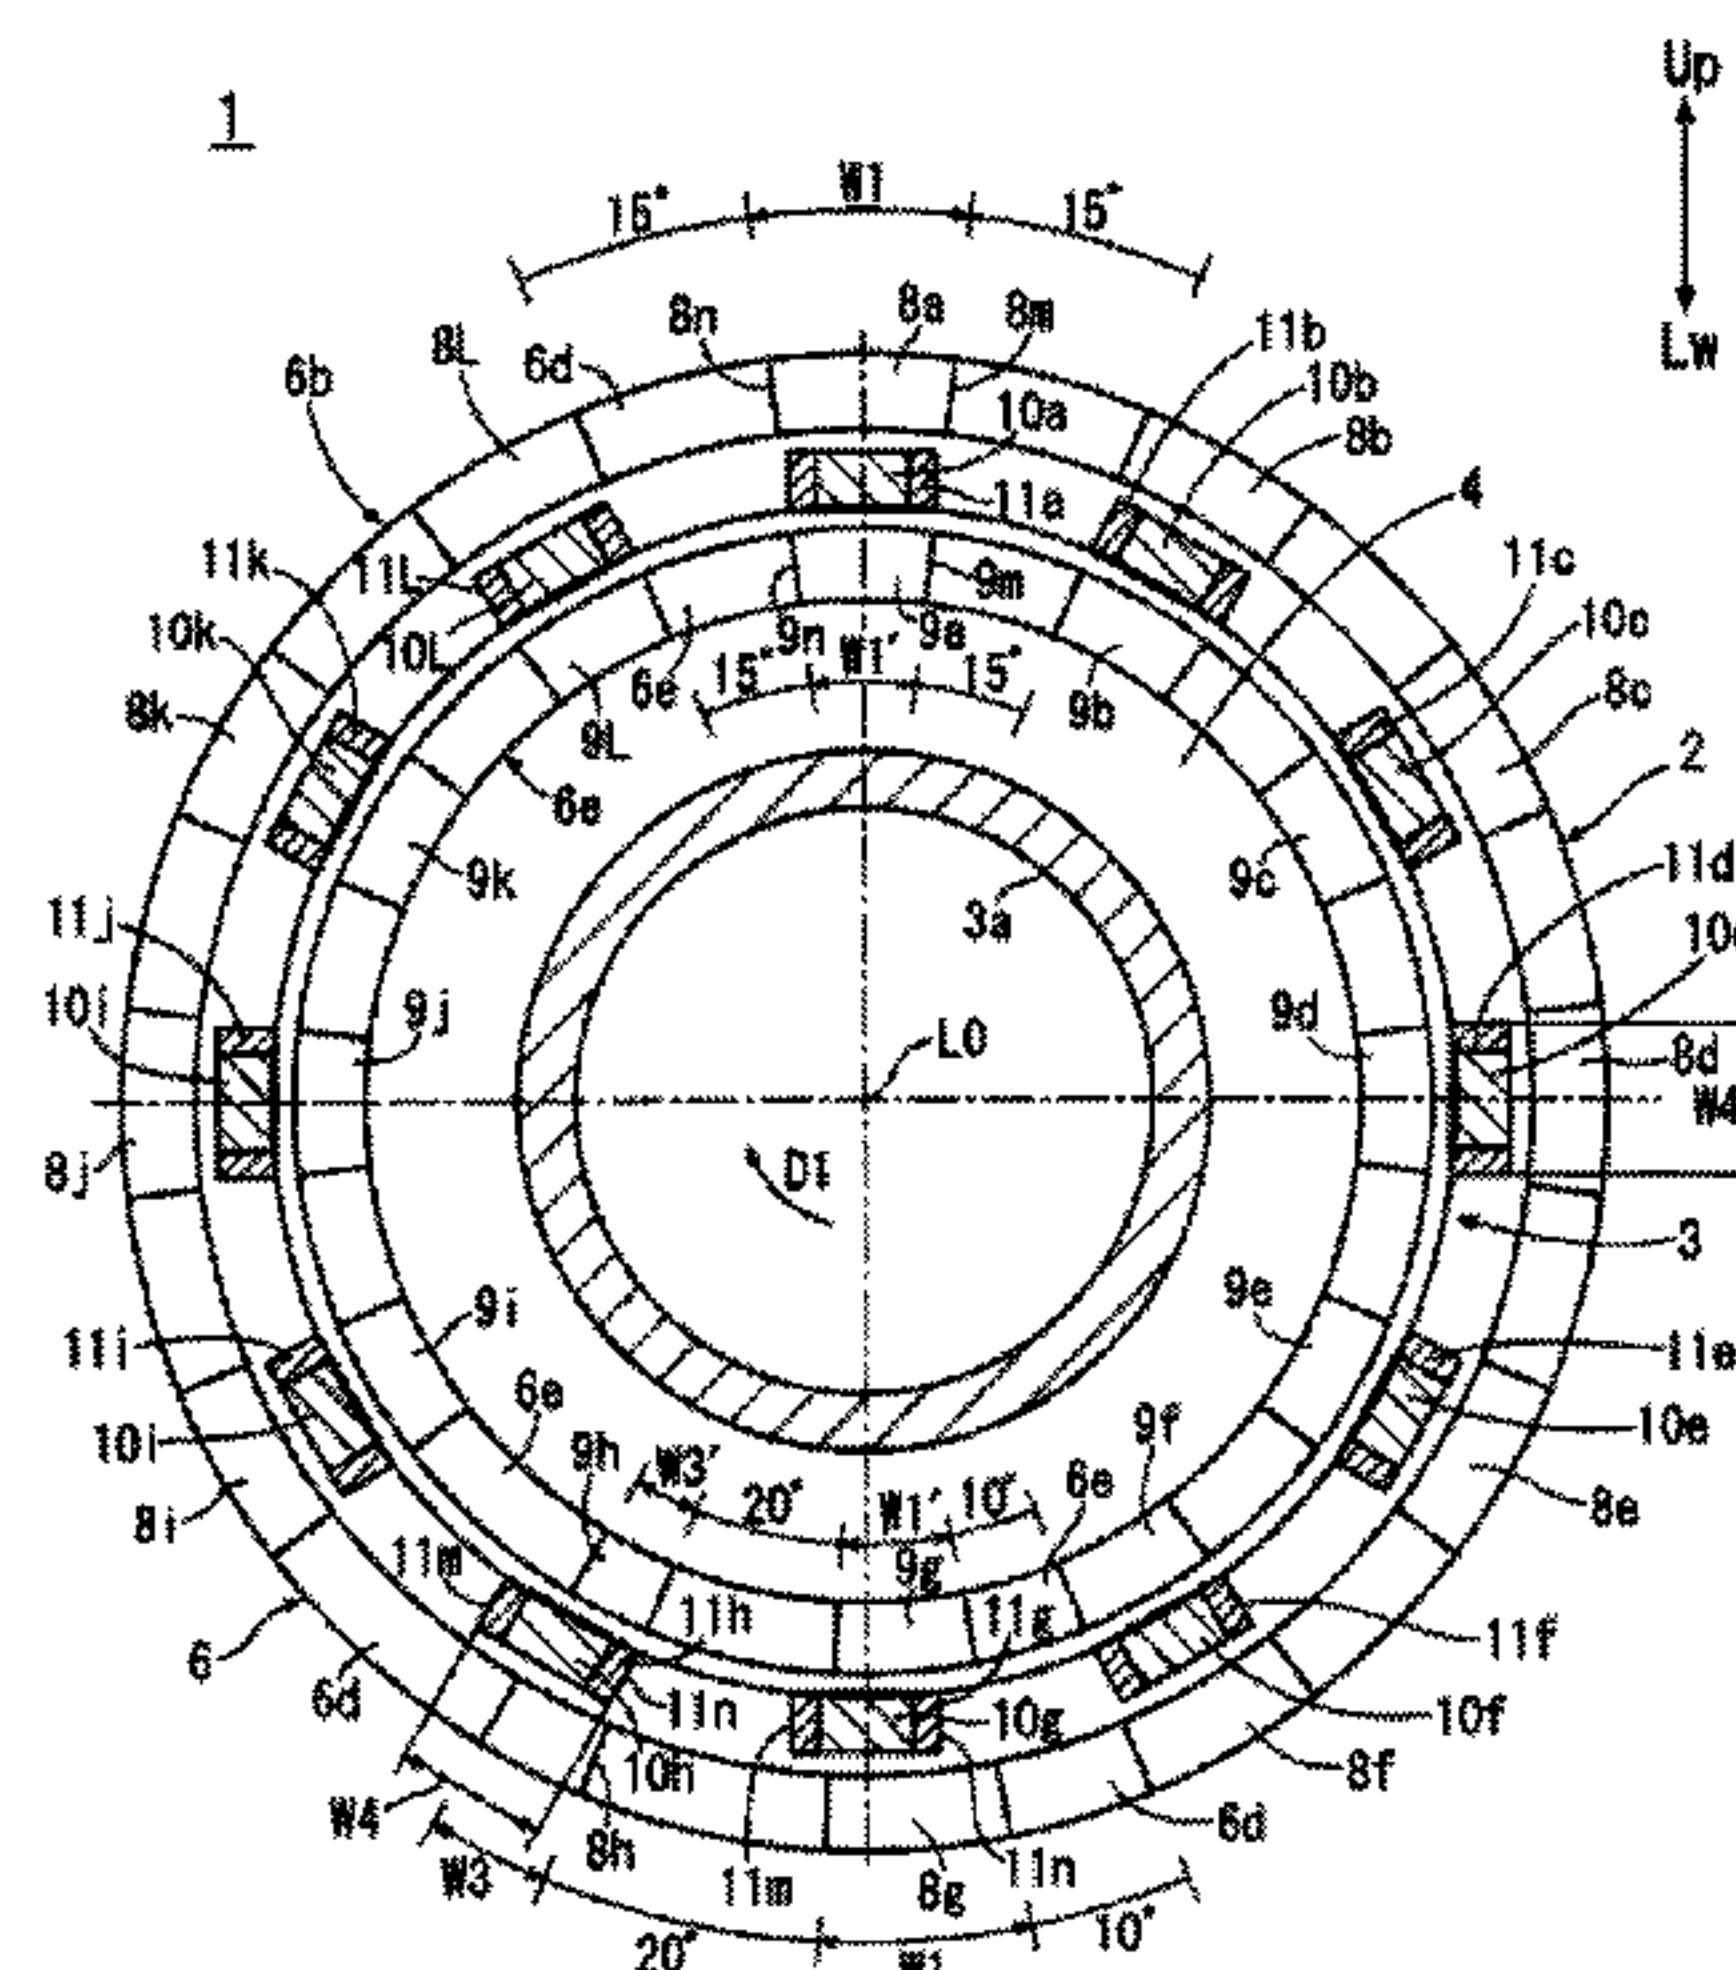 Up
1
W1
15°
15°
8n
8a
8m
Lw
11b
8L
6d
6b
10b
10a
8b
4
11a
11k
11L
9m
11c
10k
10L
9n
9a
10c
15°
W1'
15°
6e
9b
8k
8c
9L
2
6e
9k
9c
11d
3a
11j
10
9j
9d
10j
L0
8d
W4
D1
8j
3
9i
9e
11i
11e
6e
10i
9h
W3'
9f
10e
20°
W1'
10°
6e
8i
8e
11m
9g
11h
11g
11f
6
6d
11n
10g
10f
10h
8f
W4
6d
8h
W3
11m
8g
11n
20°
W1
10°